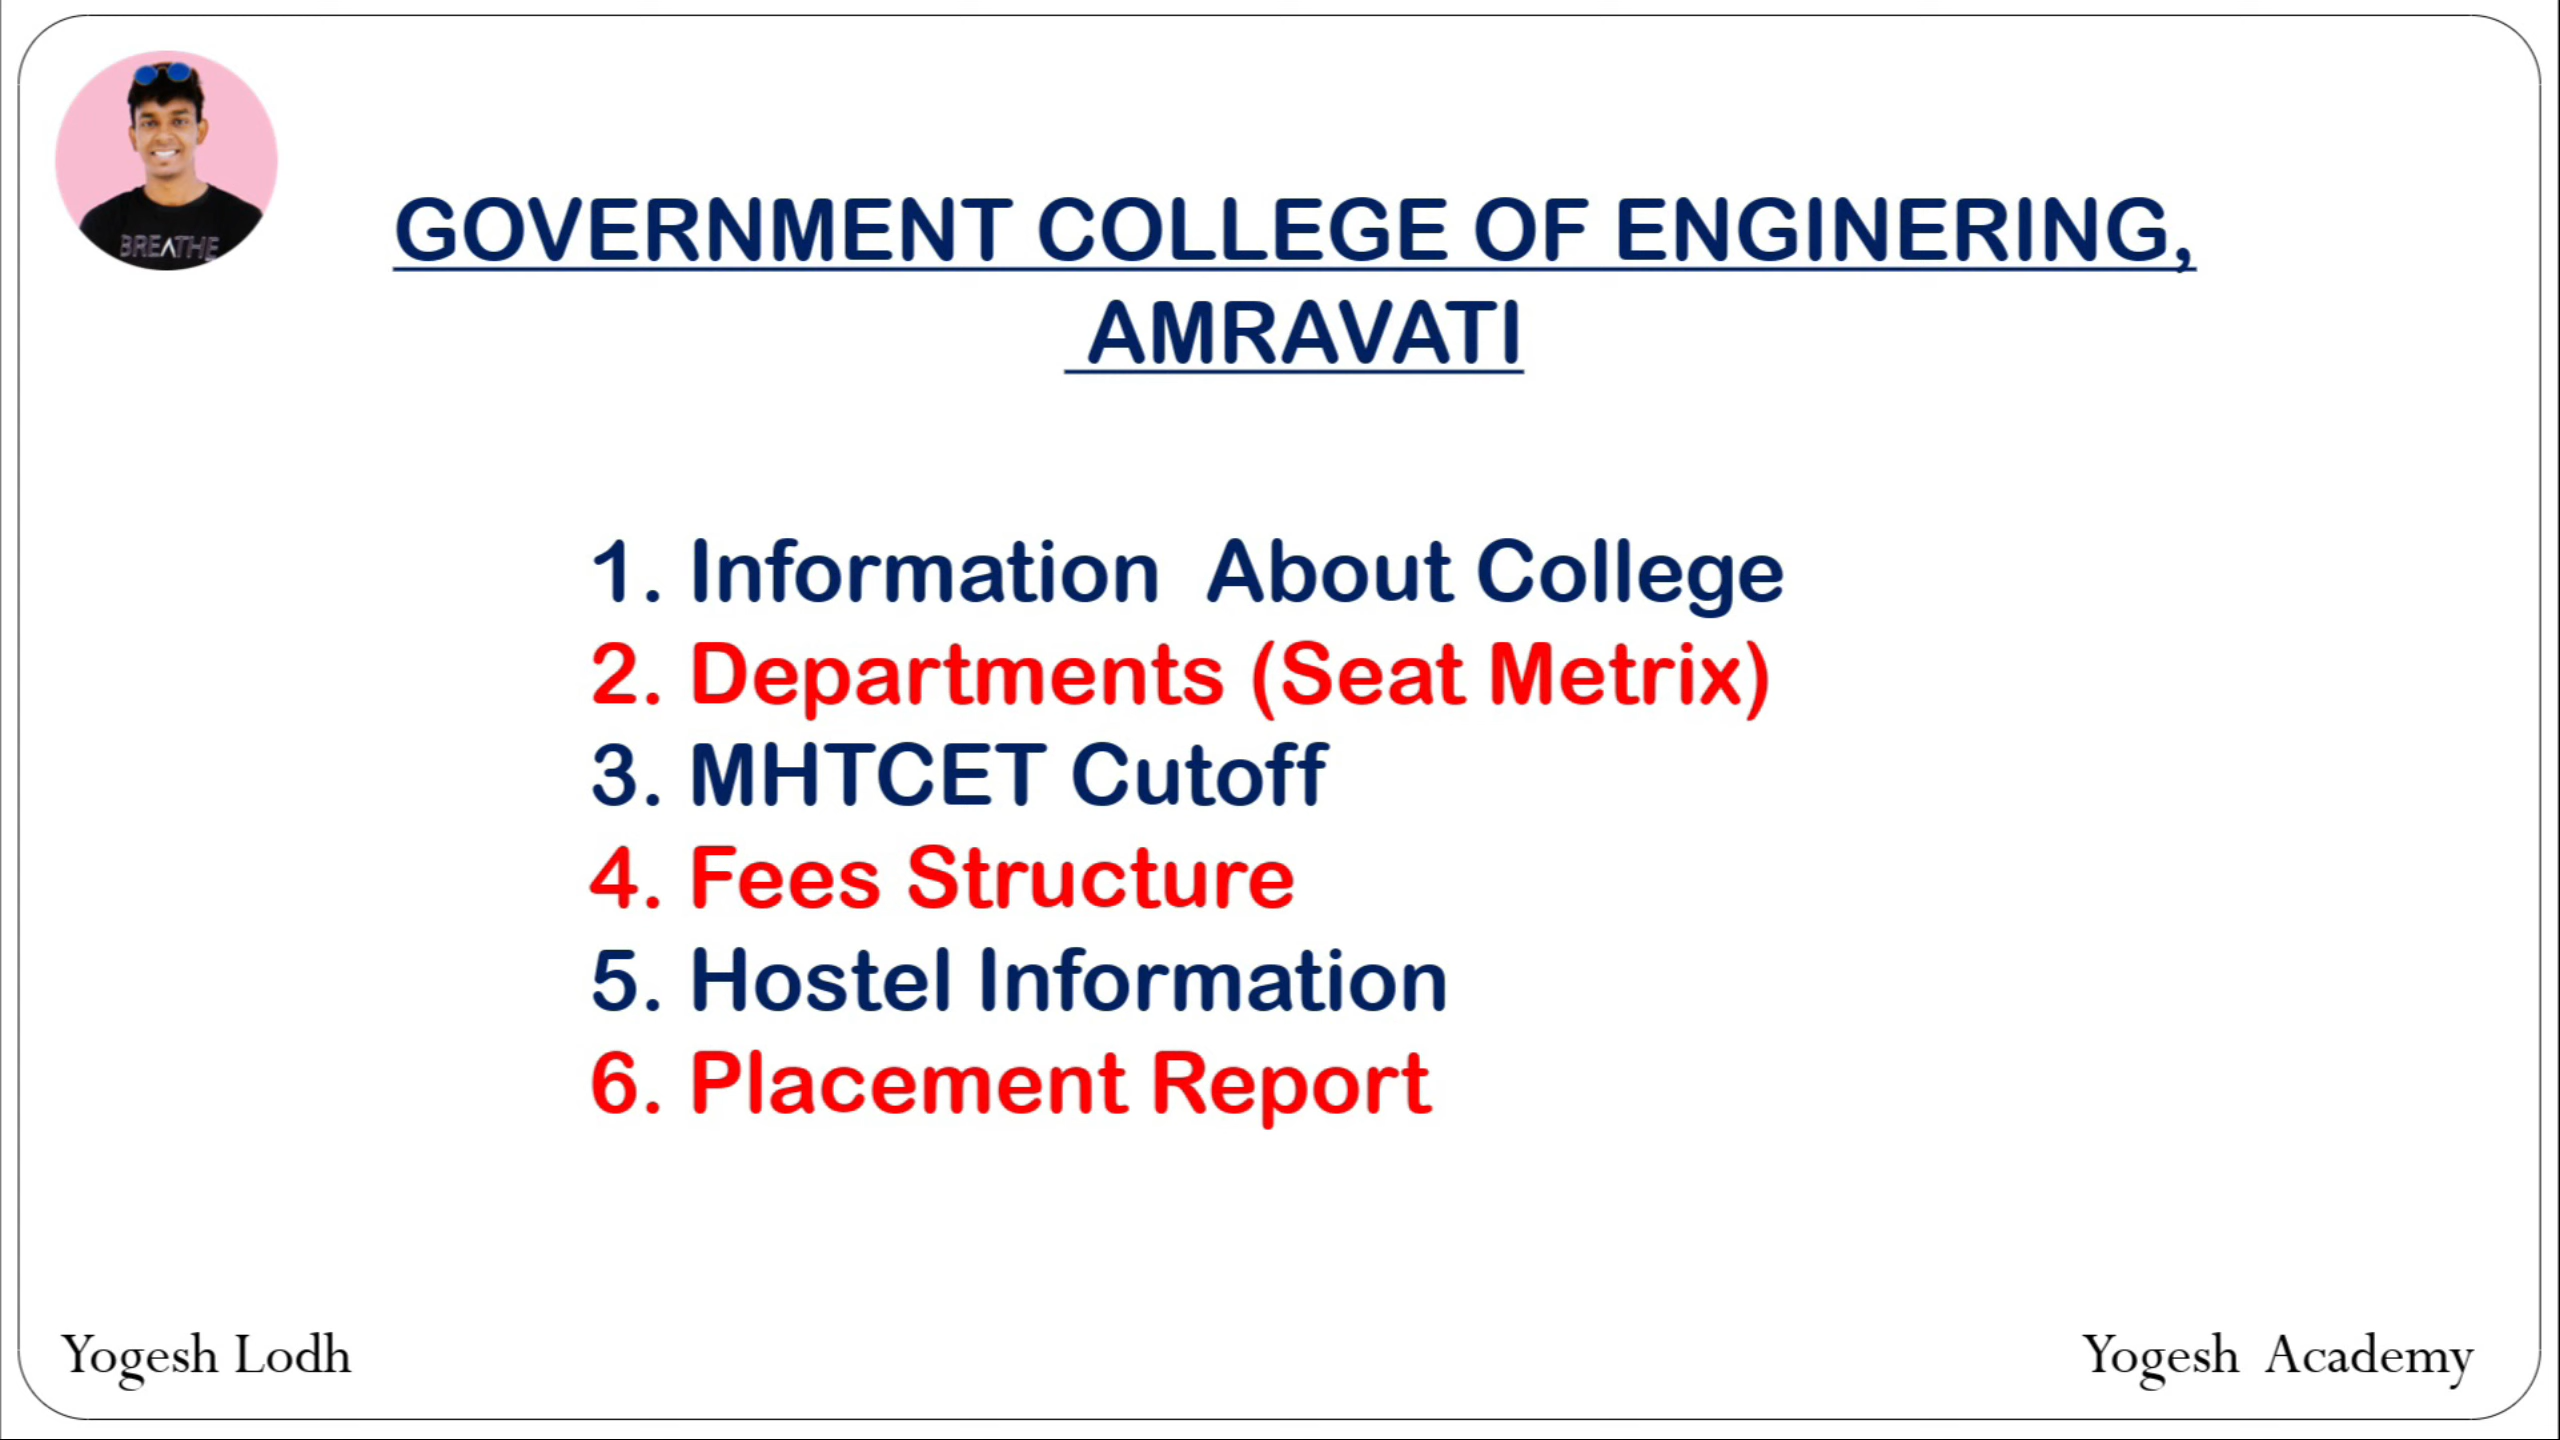 BREATHE
GOVERNMENT COLLEGE OF ENGINERING,
AMRAVATI
1. Information About College
2. Departments (Seat Metrix)
3. MHTCET Cutoff
4. Fees Structure
5. Hostel Information
6. Placement Report
Yogesh Lodh
Yogesh Academy